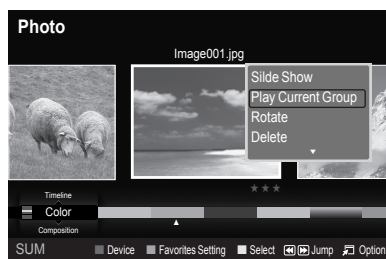 Photo
Image001.jpg
Silde Show
Play Current Group
Rotate
Delete
Timeline
Color
Composition
SUM Device Favorites Setting Select Jump Option